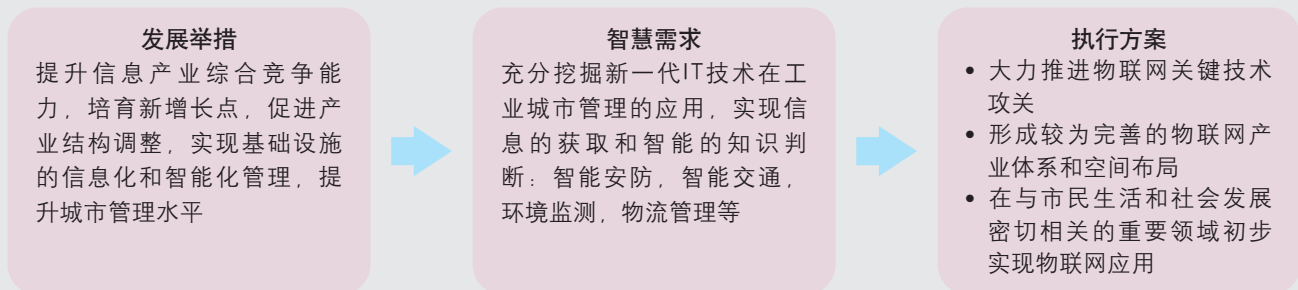 发展举措
提升信息产业综合竞争能
力，培育新增长点，促进产
业结构调整，实现基础设施
的信息化和智能化管理，提
升城市管理水平
智慧需求
充分挖掘新一代IT技术在工
业城市管理的应用，实现信
息的获取和智能的知识判
断：智能安防，智能交通，
环境监测，物流管理等
执行方案
• 大力推进物联网关键技术
攻关
• 形成较为完善的物联网产
业体系和空间布局
• 在与市民生活和社会发展
密切相关的重要领域初步
实现物联网应用